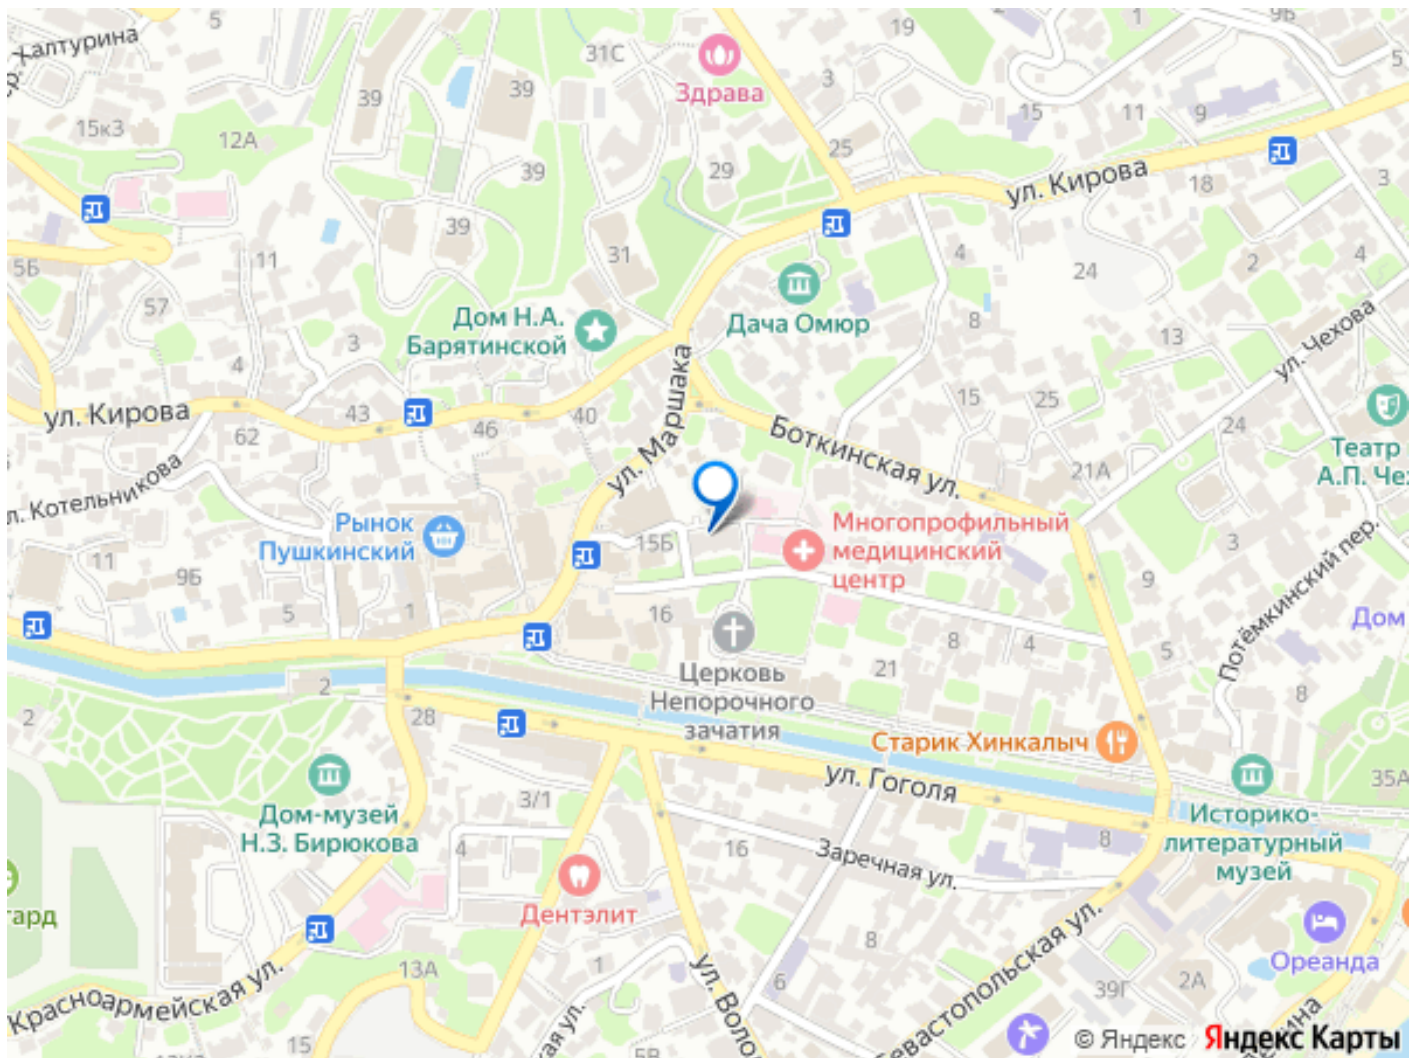 Халтурина
31С
1
9Б
Здрава
39
39
3
15
11
9
5
15к3
12А
25
39
29
ул. Кирова
18
3
39
31
4
2
5Б
11
24
57
Дом Н.А.
Барятинской
Дача Омюр
8
13
ул. Чехова
3
4
ул. Кирова
43
40
ул. Маршака
15
25
62
46
Боткинская ул.
24
Театр
А.П. Чех
21А
Котельникова
Рынок
Пушкинский
15Б
Многопрофильный
медицинский
центр
3
Потёмкинский пер.
11
9Б
9
5
1
16
8
4
5
Дом
Церковь
Непорочного
зачатия
21
8
2
2
28
Старик Хинкалыч
ул. Гоголя
35А
Дом-музей
Н.З. Бирюкова
3/1
Историко-
литературный
музей
4
16
Заречная ул.
8
Дентэлит
гард
Севастопольская ул.
8
Ореанда
Красноармейская ул.
13А
1
ул. Воло
6
39Г
2А
ая ул.
15
5В
ина
© Яндекс Яндекс Карты